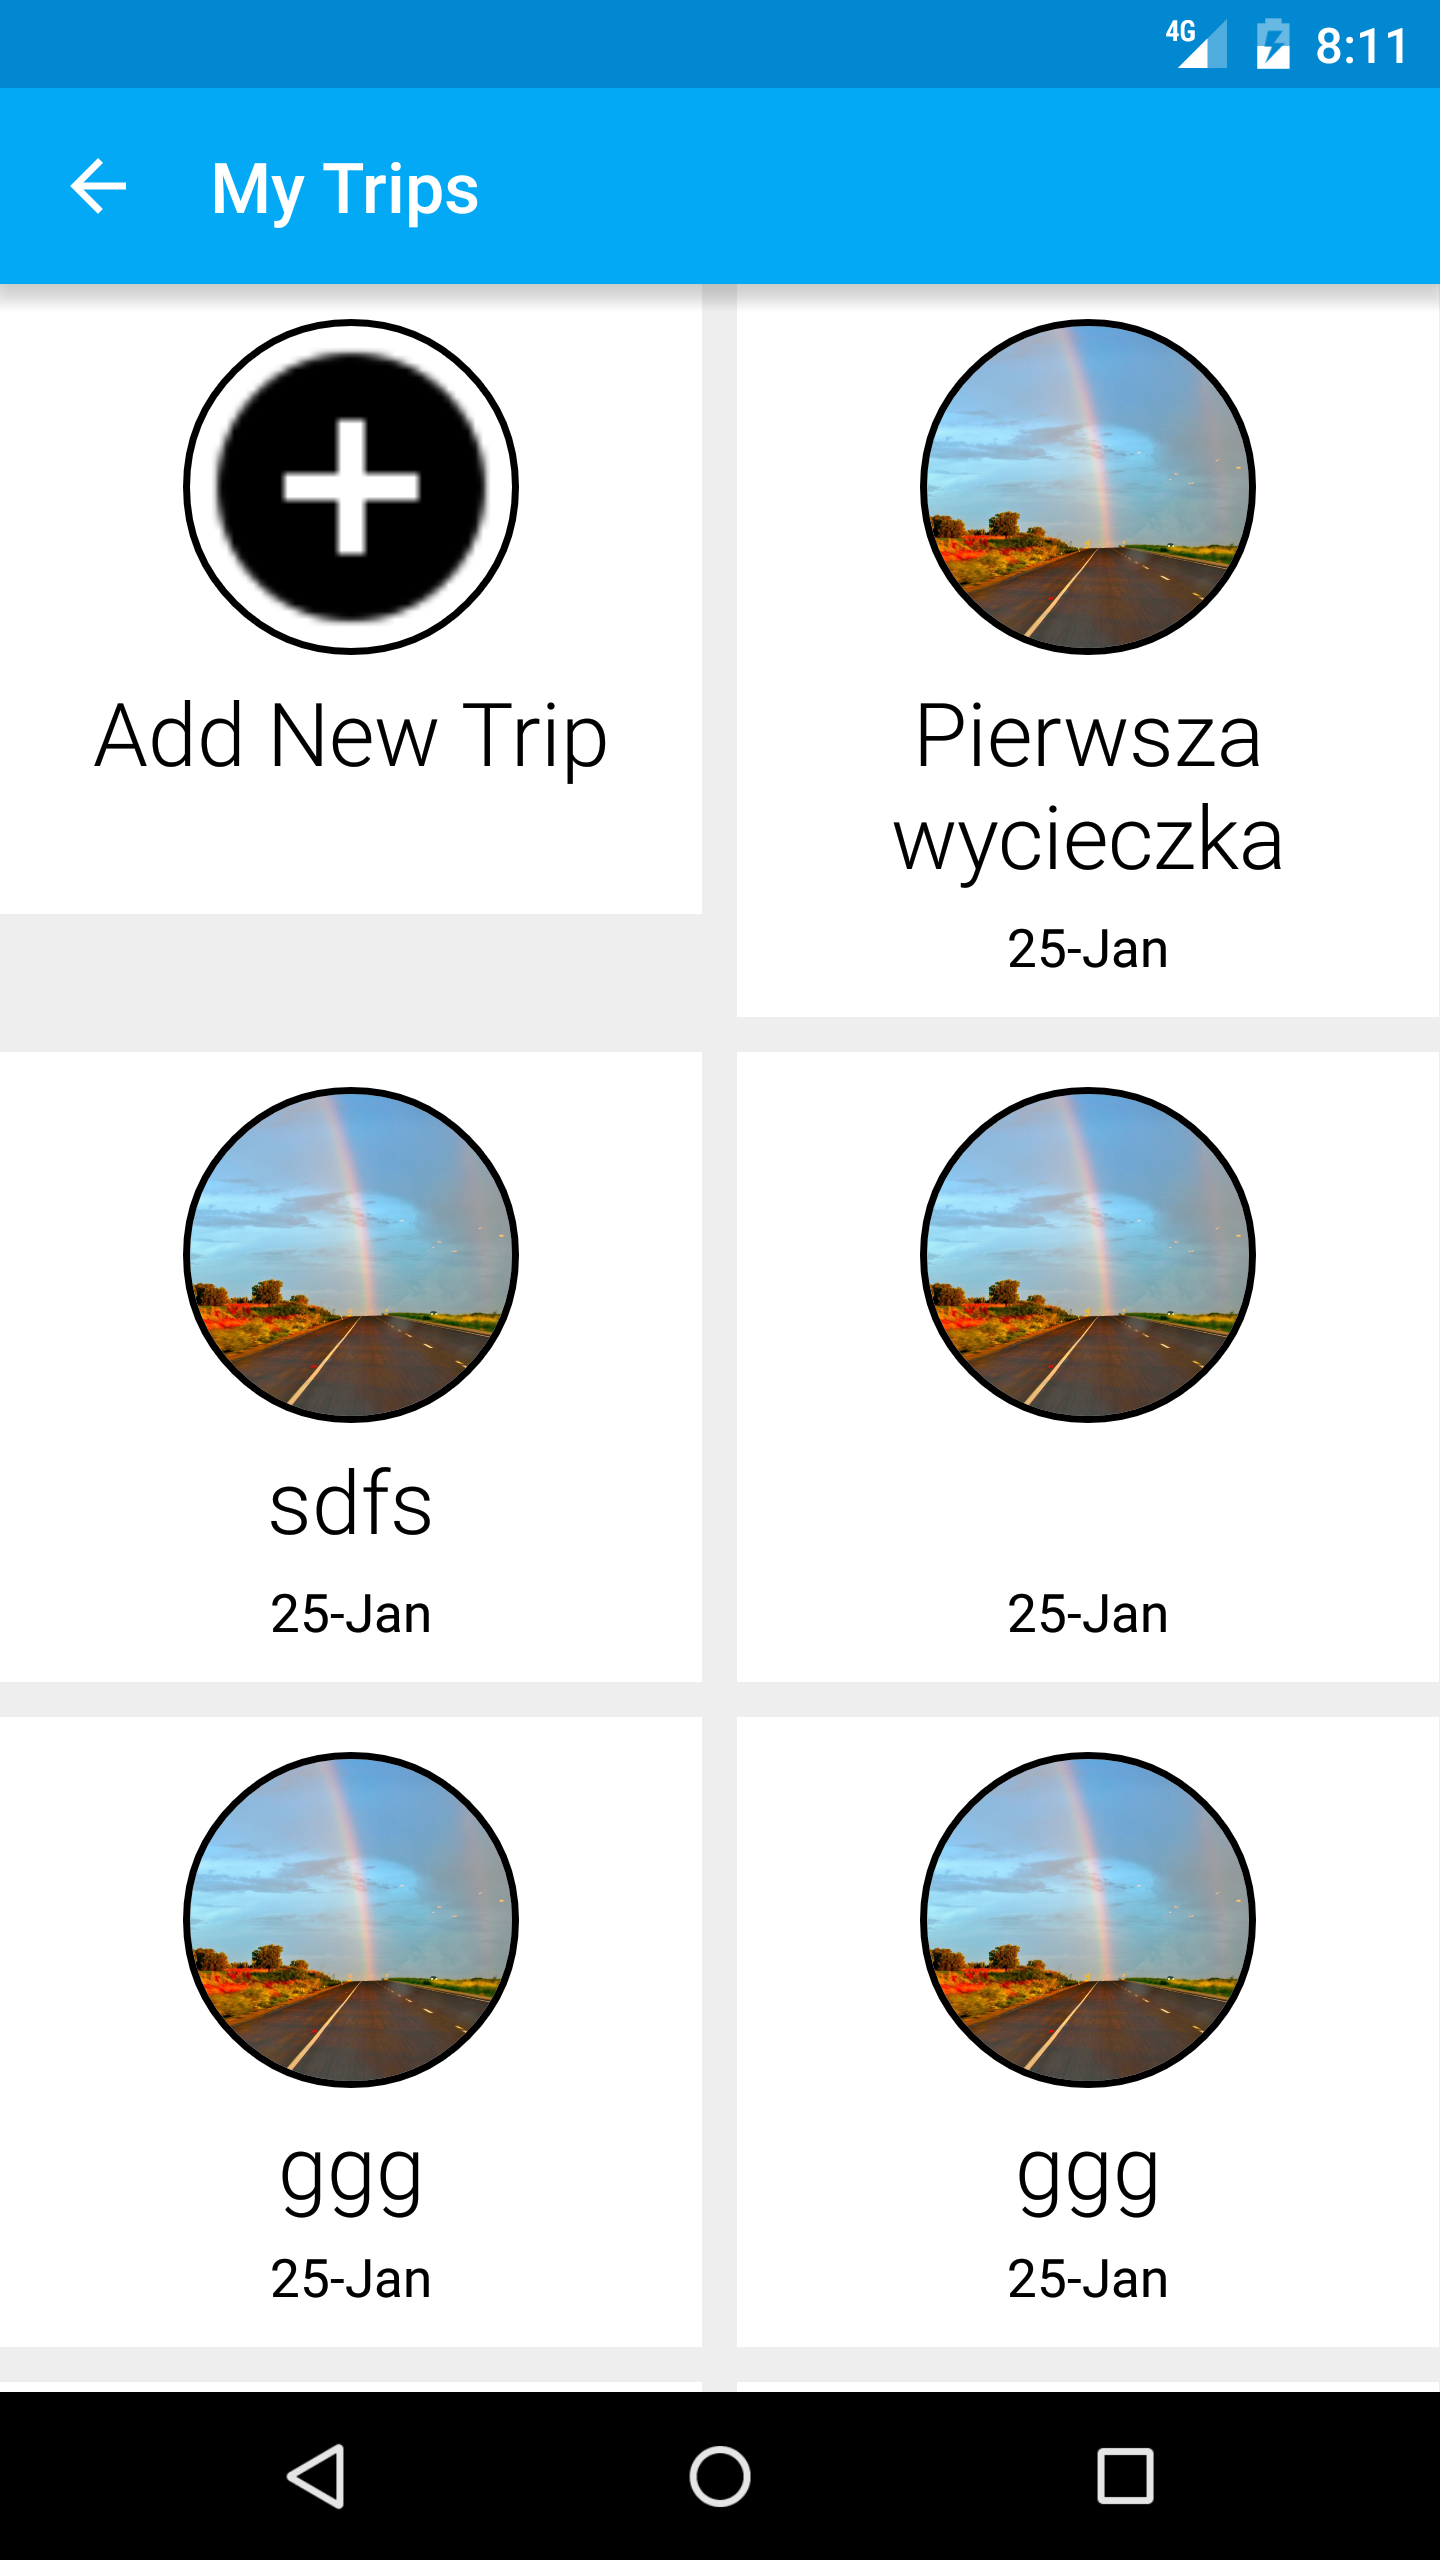 4G 8:11
My Trips
Add New Trip
Pierwsza
wycieczka
25-Jan
sdfs
25-Jan
25-Jan
ggg
25-Jan
ggg
25-Jan